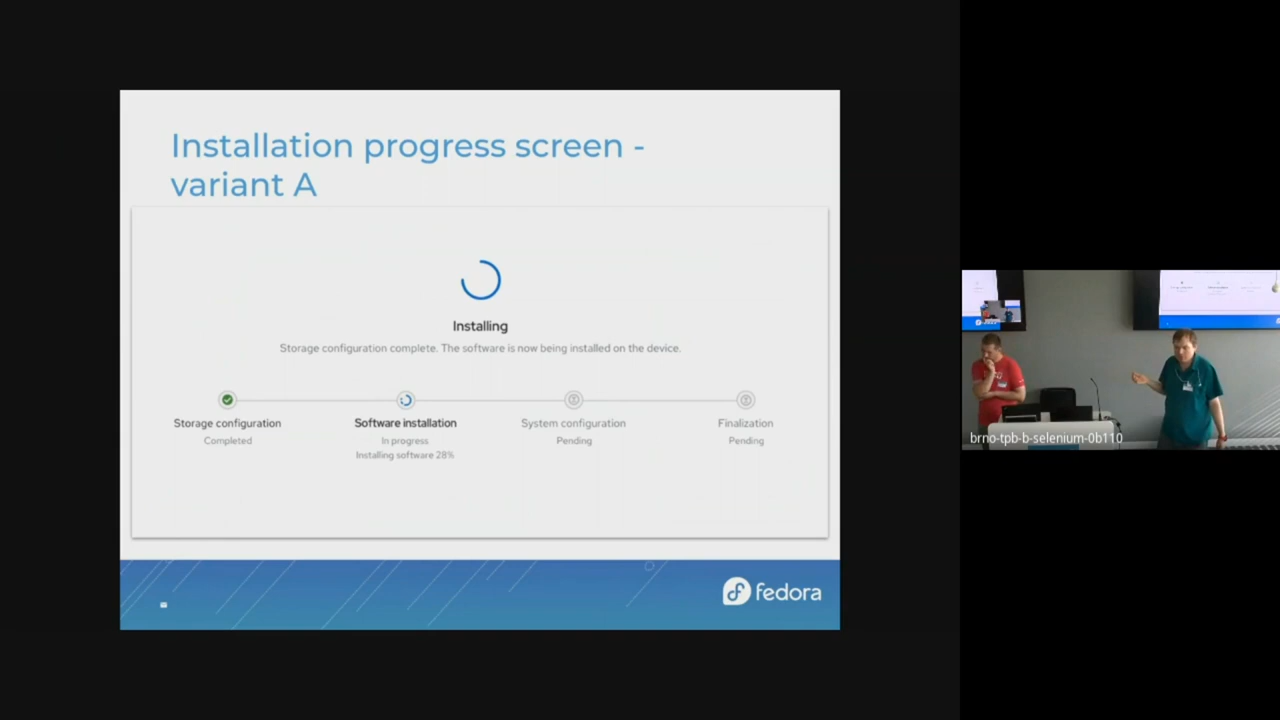 Installation progress screen -
variant A
Installing
Storage configuration complete. The software is now being installed on the device.
Storage configuration
Completed
Software installation
In progress
Installing software 28%
System configuration
Pending
Finalization
Pending
fedora
brno-tpb-b-selenium-0b110